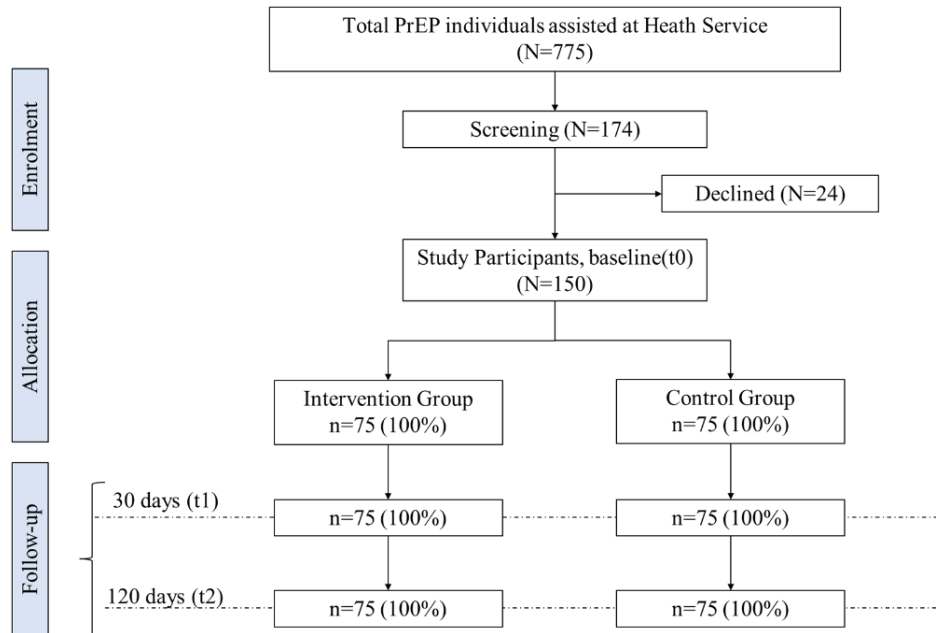 Total PrEP individuals assisted at Heath Service
(N=775)
Enrolment
Screening (N=174)
Declined (N=24)
Allocation
Study Participants, baseline(t0)
(N=150)
Intervention Group
n=75 (100%)
Control Group
n=75 (100%)
Follow-up
30 days (t1)
n=75 (100%)
n=75 (100%)
120 days (t2)
n=75 (100%)
n=75 (100%)